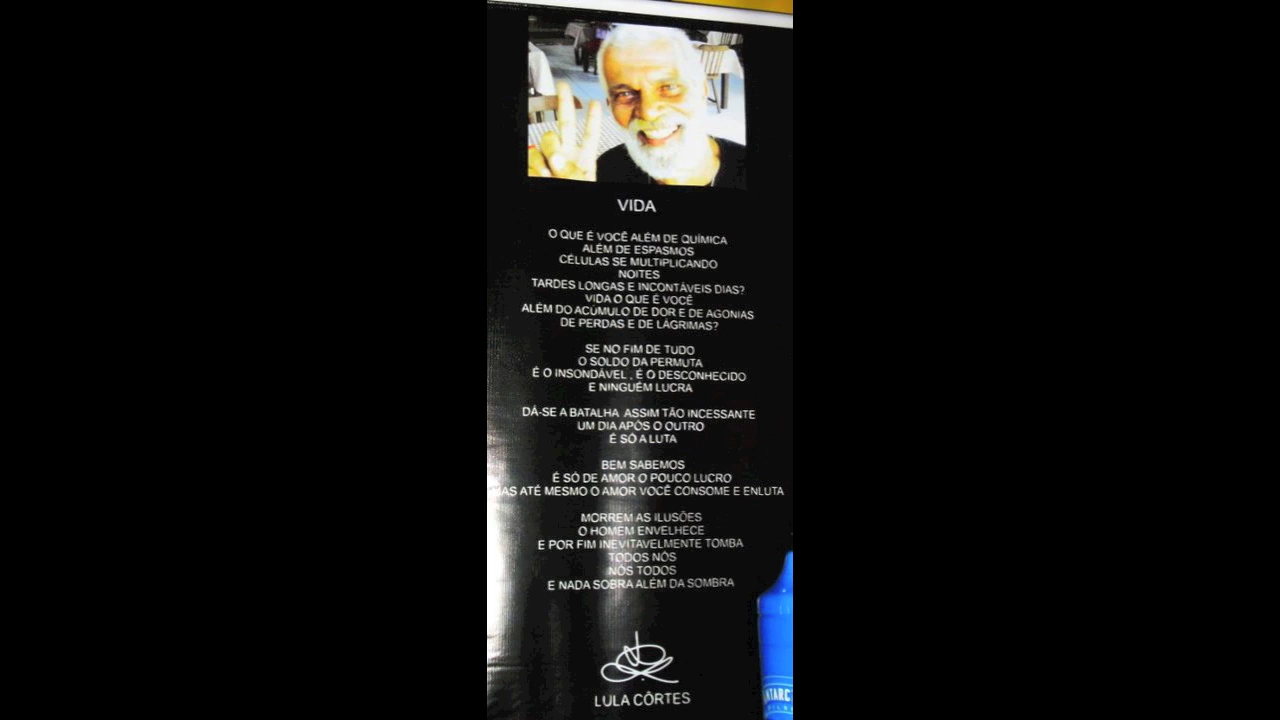 VIDA
O QUE É VOCÊ ALÉM DE QUÍMICA
ALÉM DE ESPASMOS
CÉLULAS SE MULTIPLICANDO
NOITES
TARDES LONGAS E INCONTÁVEIS DIAS?
VIDA O QUE É VOCÊ
ALÉM DO ACÚMULO DE DOR E DE AGONIAS
DE PERDAS E DE LÁGRIMAS?
SE NO FIM DE TUDO
O SOLDO DA PERMUTA
É O INSONDÁVEL , É O DESCONHECIDO
E NINGUÉM LUCRA
DÁ-SE A BATALHA ASSIM TÃO INCESSANTE
UM DIA APÓS O OUTRO
É SÓ A LUTA
BEM SABEMOS
É SÓ DE AMOR O POUCO LUCRO
MAS ATÉ MESMO O AMOR VOCÊ CONSOME E ENLUTA
MORREM AS ILUSÕES
O HOMEM ENVELHECE
E POR FIM INEVITAVELMENTE TOMBA
TODOS NÓS
NÓS TODOS
E NADA SOBRA ALÉM DA SOMBRA
LULA CÔRTES